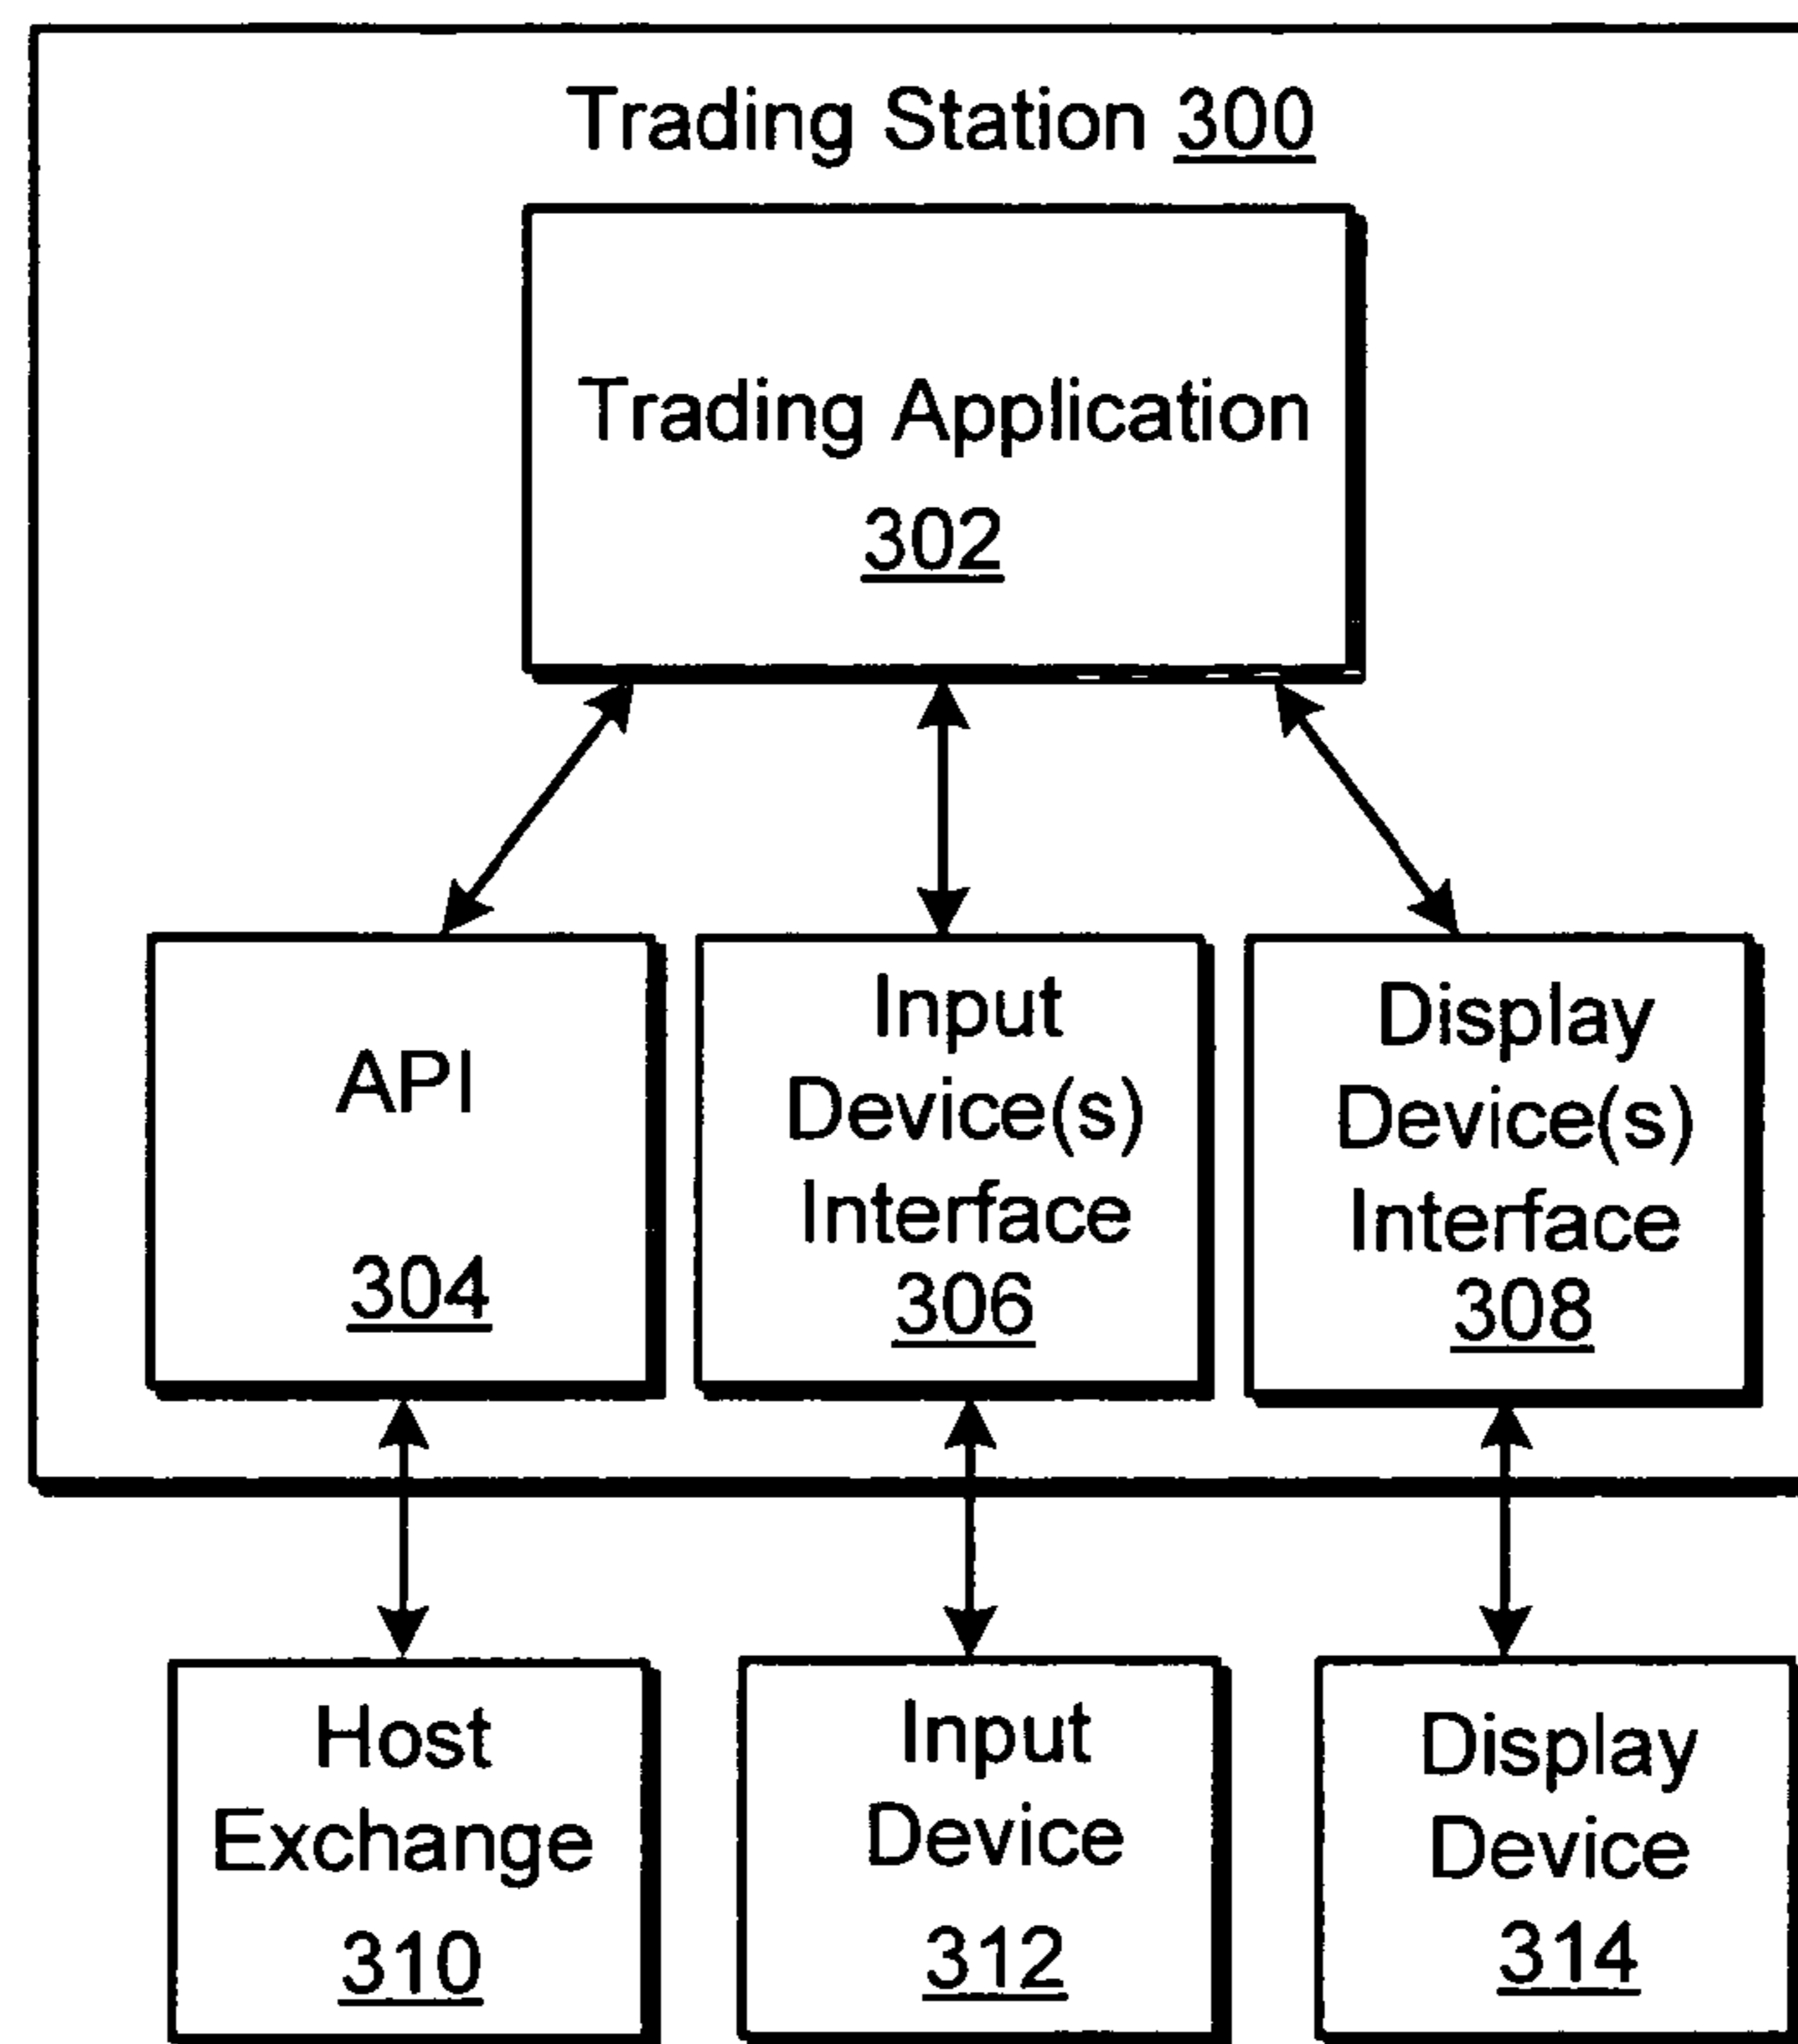 Trading Station 300
Trading Application
302
API
304
Input
Device(s)
Interface
306
Display
Device(s)
Interface
308
Host
Exchange
310
Input
Device
312
Display
Device
314